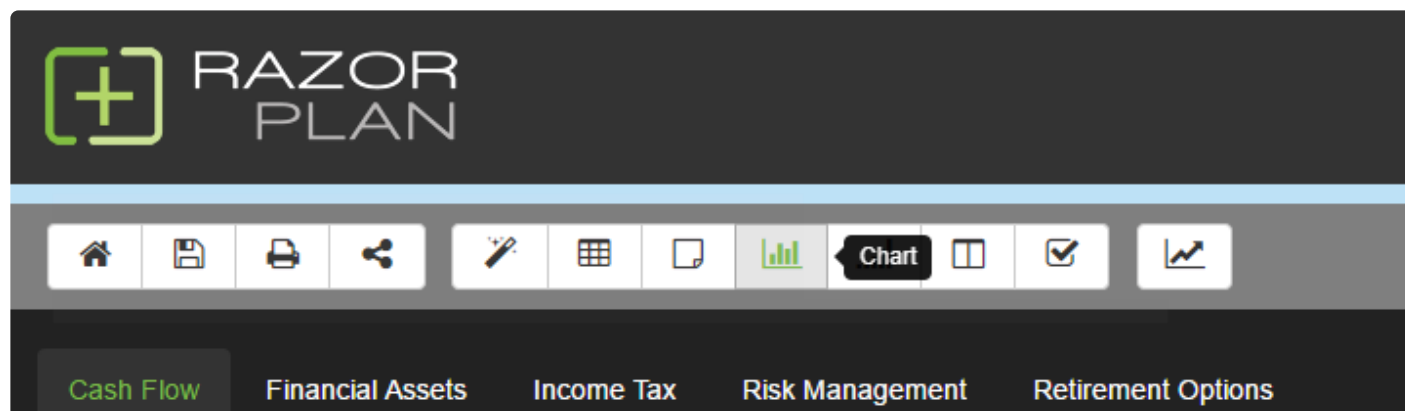 RAZOR
PLAN
Chart
Cash Flow Financial Assets Income Tax Risk Management Retirement Options